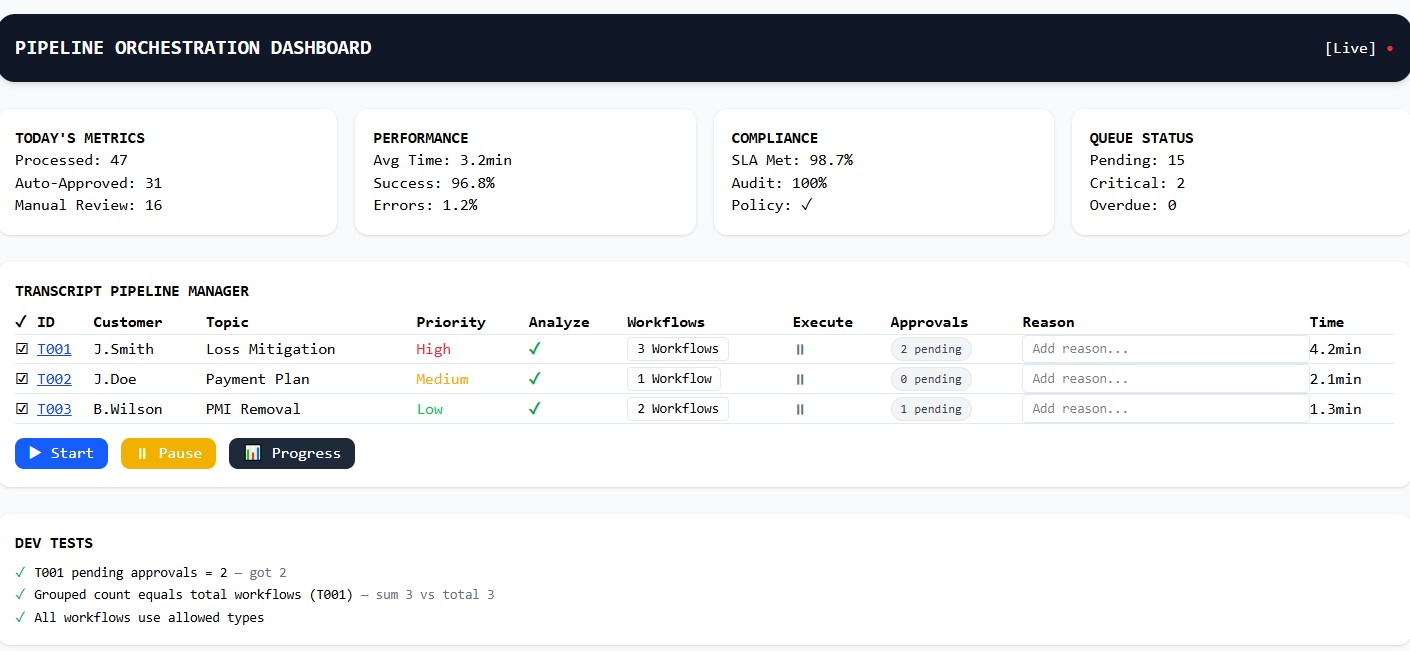 PIPELINE ORCHESTRATION DASHBOARD [Live] •
TODAY'S METRICS
Processed: 47
Auto-Approved: 31
Manual Review: 16
PERFORMANCE
Avg Time: 3.2min
Success: 96.8%
Errors: 1.2%
COMPLIANCE
SLA Met: 98.7%
Audit: 100%
Policy: ✓
QUEUE STATUS
Pending: 15
Critical: 2
Overdue: 0
TRANSCRIPT PIPELINE MANAGER
✓ ID Customer Topic Priority Analyze Workflows Execute Approvals Reason Time
☑ T001 J.Smith Loss Mitigation High ✓ 3 Workflows ⏸ 2 pending Add reason... 4.2min
☑ T002 J.Doe Payment Plan Medium ✓ 1 Workflow ⏸ 0 pending Add reason... 2.1min
☑ T003 B.Wilson PMI Removal Low ✓ 2 Workflows ⏸ 1 pending Add reason... 1.3min
▶ Start ⏸ Pause 📊 Progress
DEV TESTS
✓ T001 pending approvals = 2 — got 2
✓ Grouped count equals total workflows (T001) — sum 3 vs total 3
✓ All workflows use allowed types